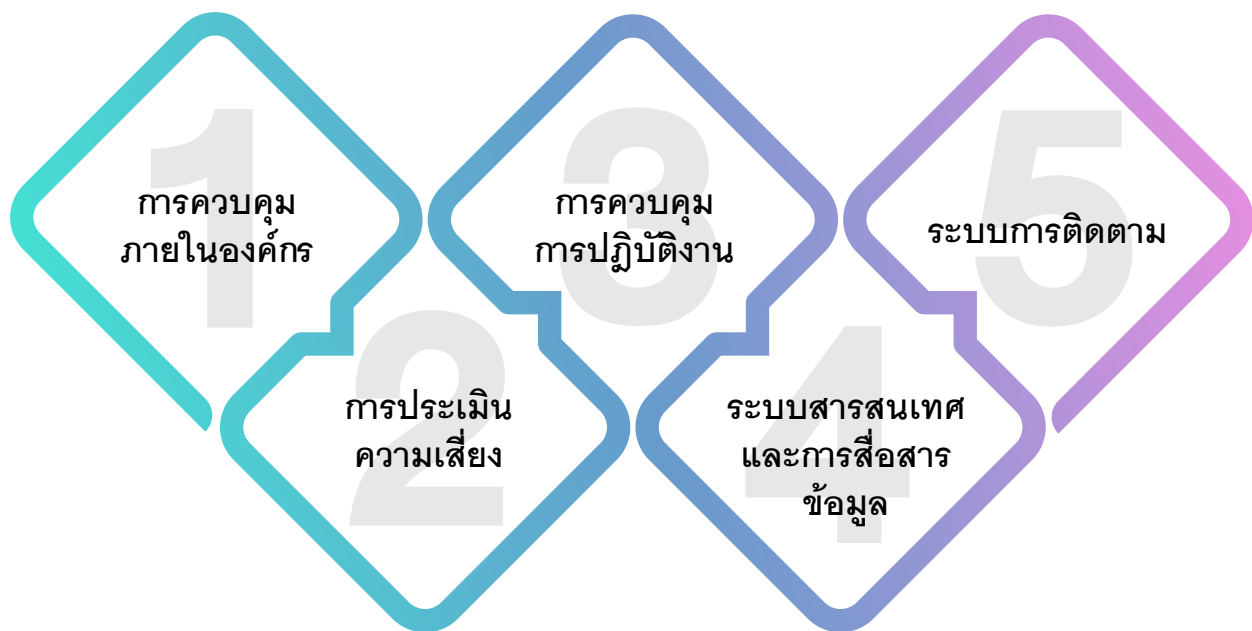 1
การควบคุม
ภายในองค์กร
2
การประเมิน
ความเสี่ยง
3
การควบคุม
การปฏิบัติงาน
4
ระบบสารสนเทศ
และการสื่อสาร
ข้อมูล
5
ระบบการติดตาม